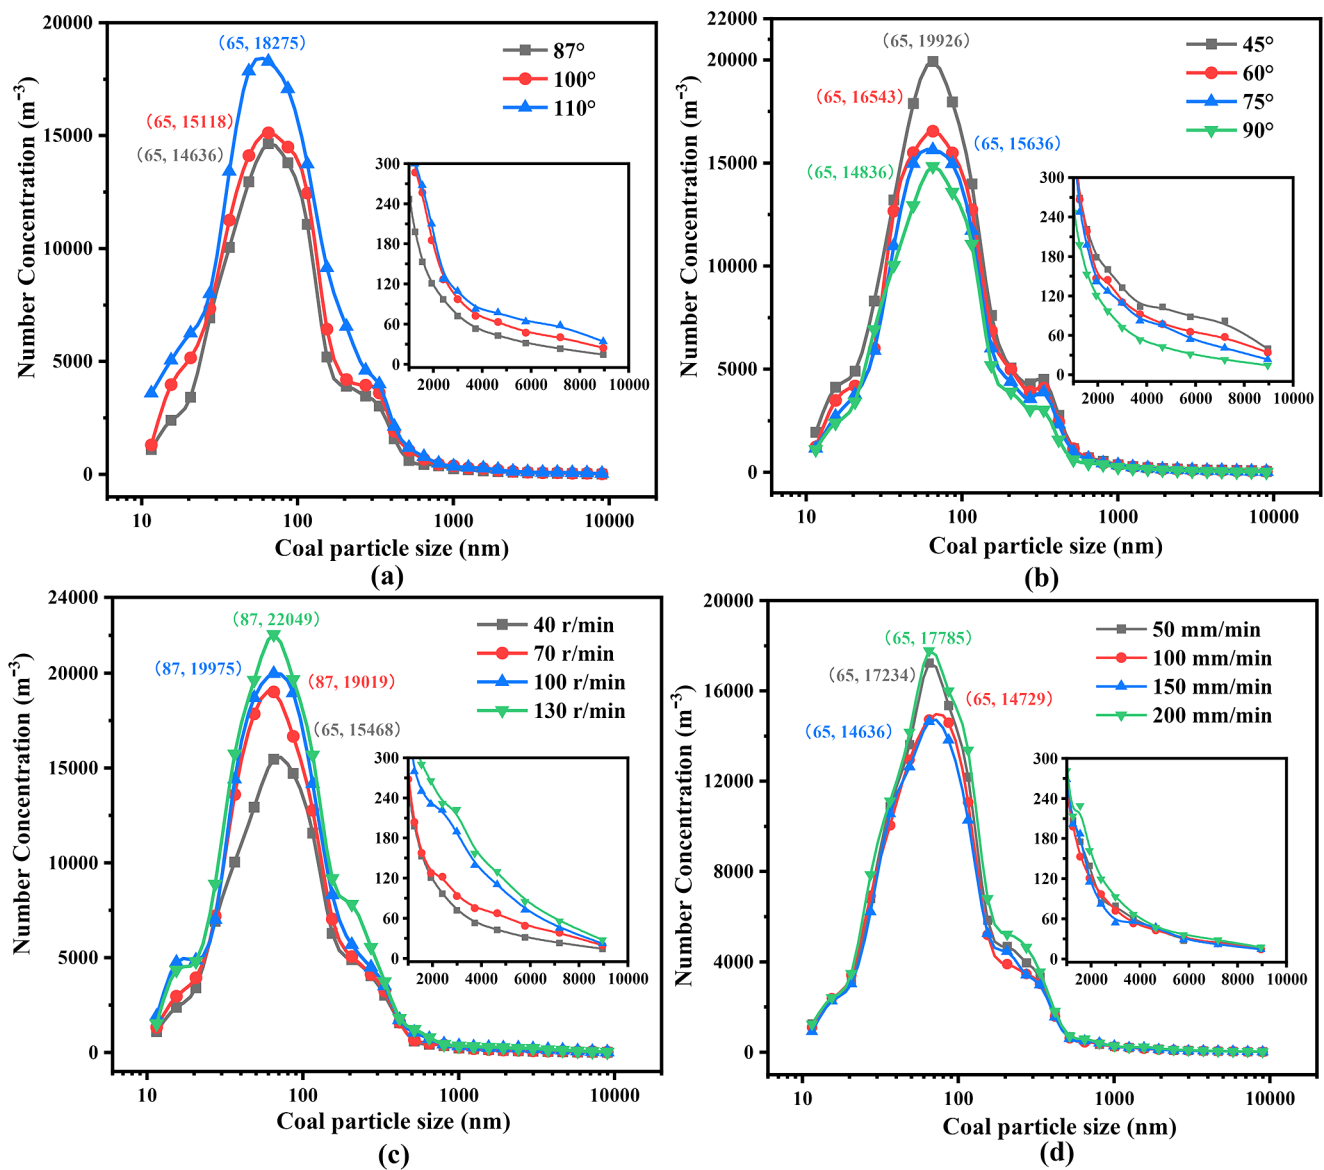 20000
15000
10000
5000
0
Number Concentration (m⁻³)
(65, 18275)
(65, 15118)
(65, 14636)
87°
100°
110°
300
240
180
120
60
0
2000 4000 6000 8000 10000
10 100 1000 10000
Coal particle size (nm)
(a)
22000
20000
15000
10000
5000
0
Number Concentration (m⁻³)
(65, 19926)
(65, 16543)
(65, 15636)
(65, 14836)
45°
60°
75°
90°
300
240
180
120
60
0
2000 4000 6000 8000 10000
10 100 1000 10000
Coal particle size (nm)
(b)
24000
20000
15000
10000
5000
0
Number Concentration (m⁻³)
(87, 22049)
(87, 19975)
(87, 19019)
(65, 15468)
40 r/min
70 r/min
100 r/min
130 r/min
300
240
180
120
60
0
2000 4000 6000 8000 10000
10 100 1000 10000
Coal particle size (nm)
(c)
20000
16000
12000
8000
4000
0
Number Concentration (m⁻³)
(65, 17785)
(65, 17234)
(65, 14729)
(65, 14636)
50 mm/min
100 mm/min
150 mm/min
200 mm/min
300
240
180
120
60
0
2000 4000 6000 8000 10000
10 100 1000 10000
Coal particle size (nm)
(d)